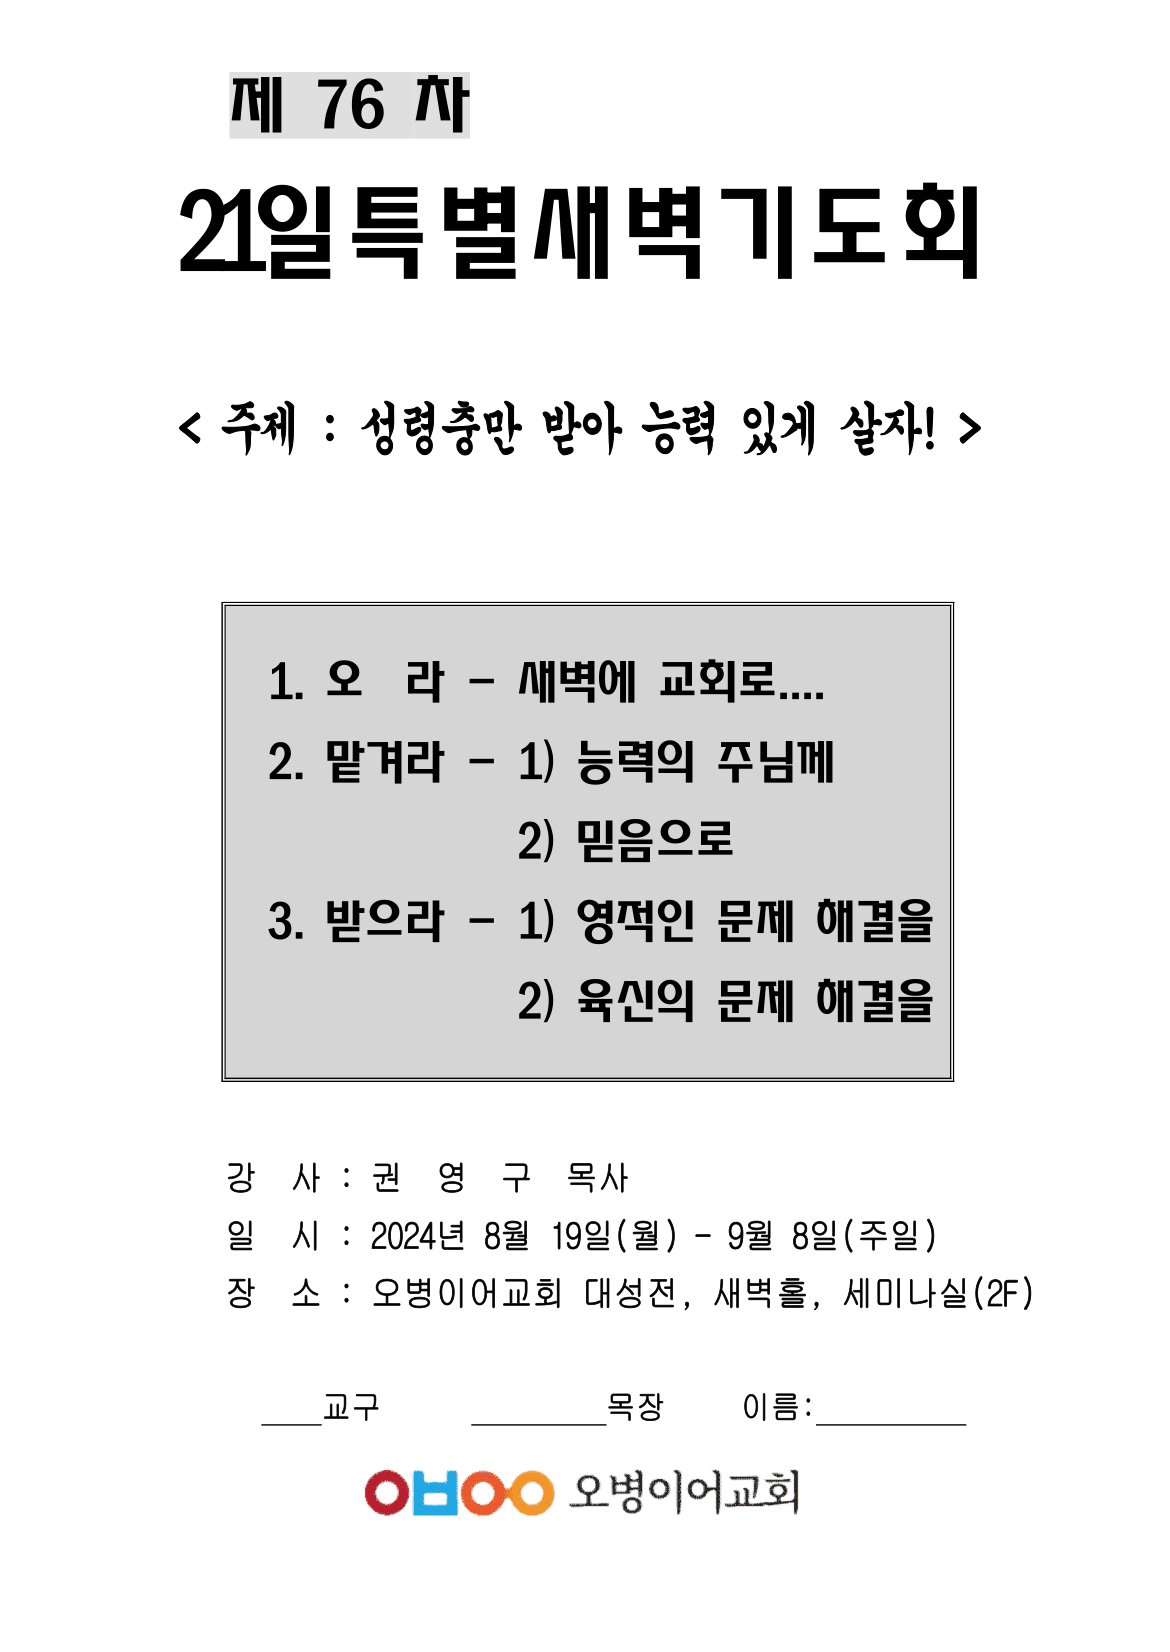 제 76 차
21일특별새벽기도회
< 주제 : 성령충만 받아 능력 있게 살자! >
1. 오 라 - 새벽에 교회로....
2. 맡겨라 - 1) 능력의 주님께
2) 믿음으로
3. 받으라 - 1) 영적인 문제 해결을
2) 육신의 문제 해결을
강 사 : 권 영 구 목사
일 시 : 2024년 8월 19일(월) - 9월 8일(주일)
장 소 : 오병이어교회 대성전, 새벽홀, 세미나실(2F)
____교구 _________목장 이름:__________
오병이어교회